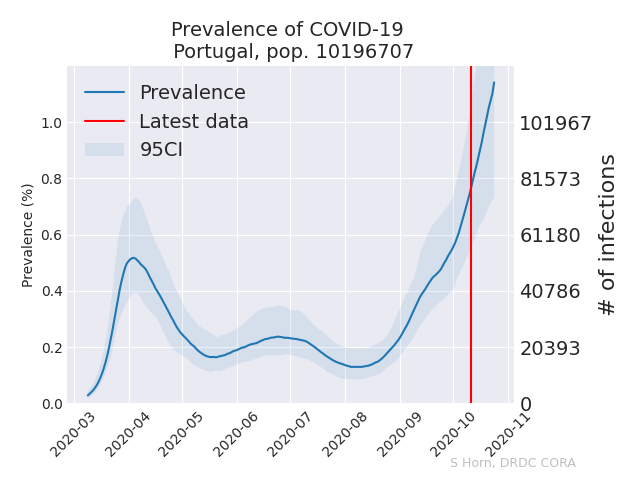 Prevalence of COVID-19
Portugal, pop. 10196707
Prevalence
Latest data
95CI
Prevalence (%)
1.0
0.8
0.6
0.4
0.2
0.0
101967
81573
61180
40786
20393
0
# of infections
2020-03
2020-04
2020-05
2020-06
2020-07
2020-08
2020-09
2020-10
2020-11
S Horn, DRDC CORA